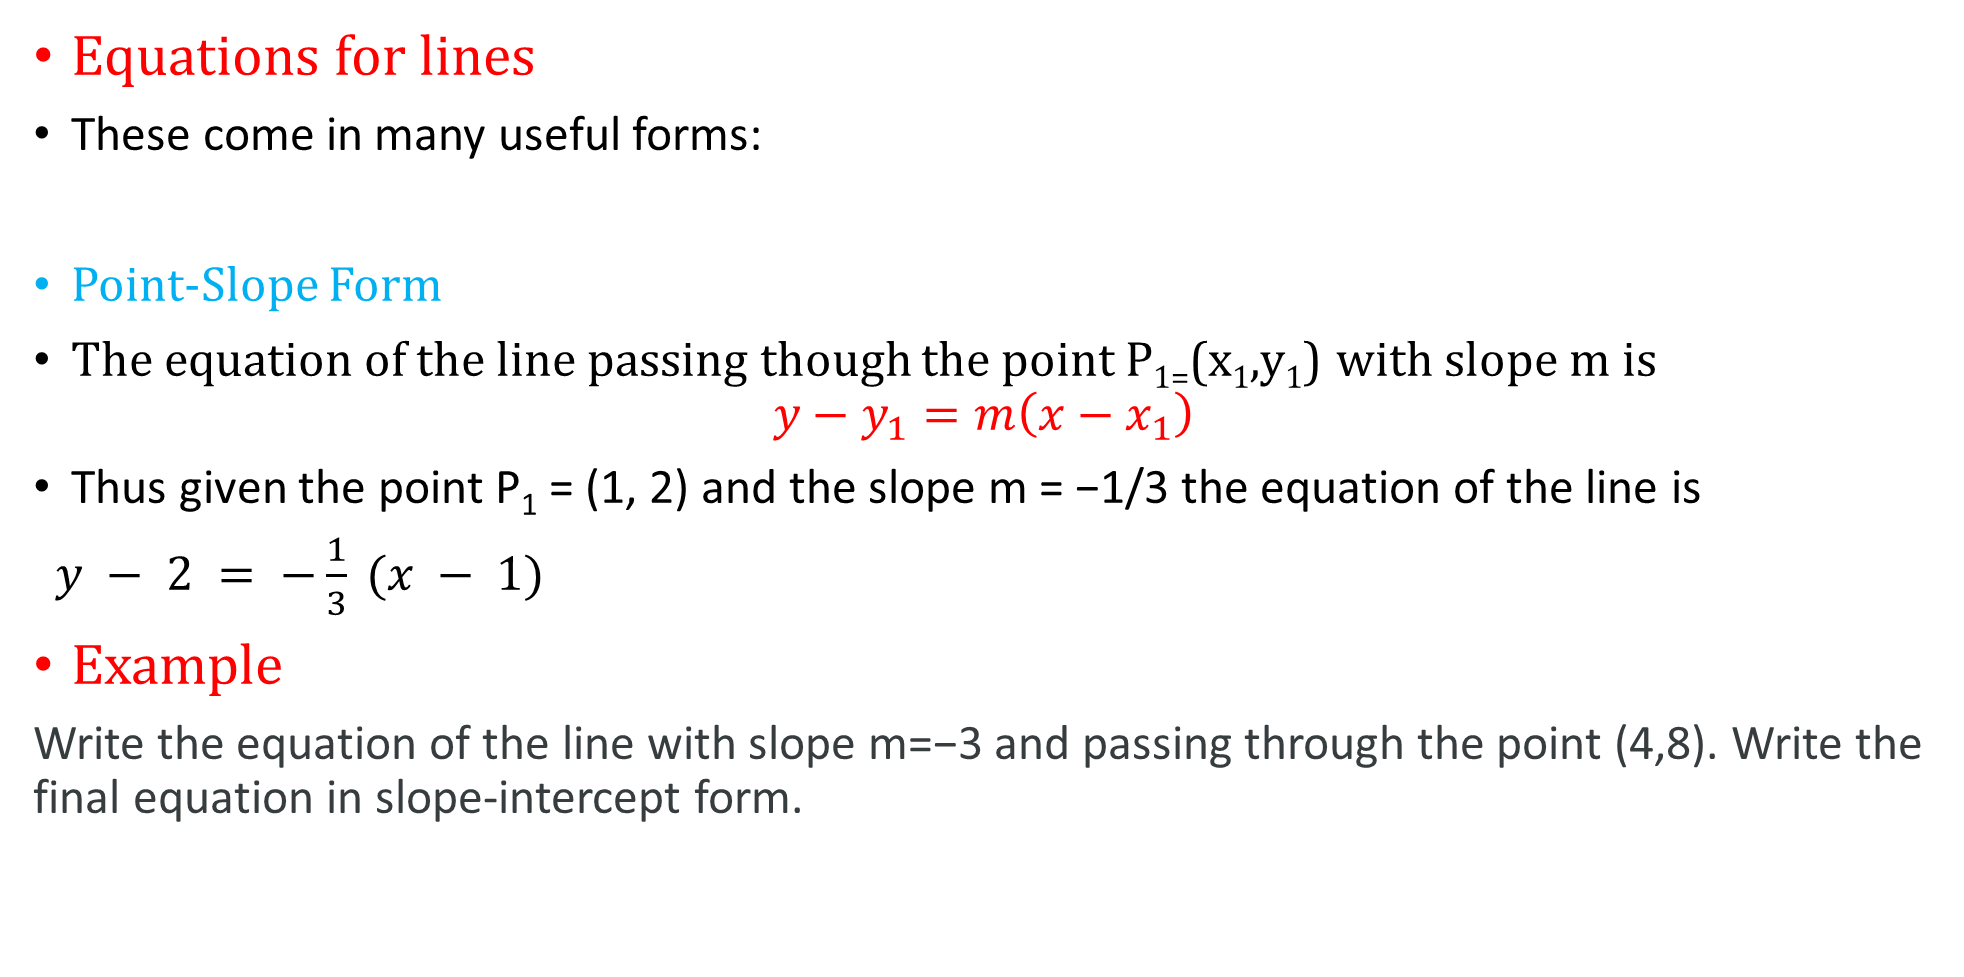 • Equations for lines
• These come in many useful forms:
• Point-Slope Form
• The equation of the line passing though the point P₁₌(x₁,y₁) with slope m is
y − y₁ = m(x − x₁)
• Thus given the point P₁ = (1, 2) and the slope m = −1/3 the equation of the line is
y − 2 = −1/3 (x − 1)
• Example
Write the equation of the line with slope m=−3 and passing through the point (4,8). Write the
final equation in slope-intercept form.